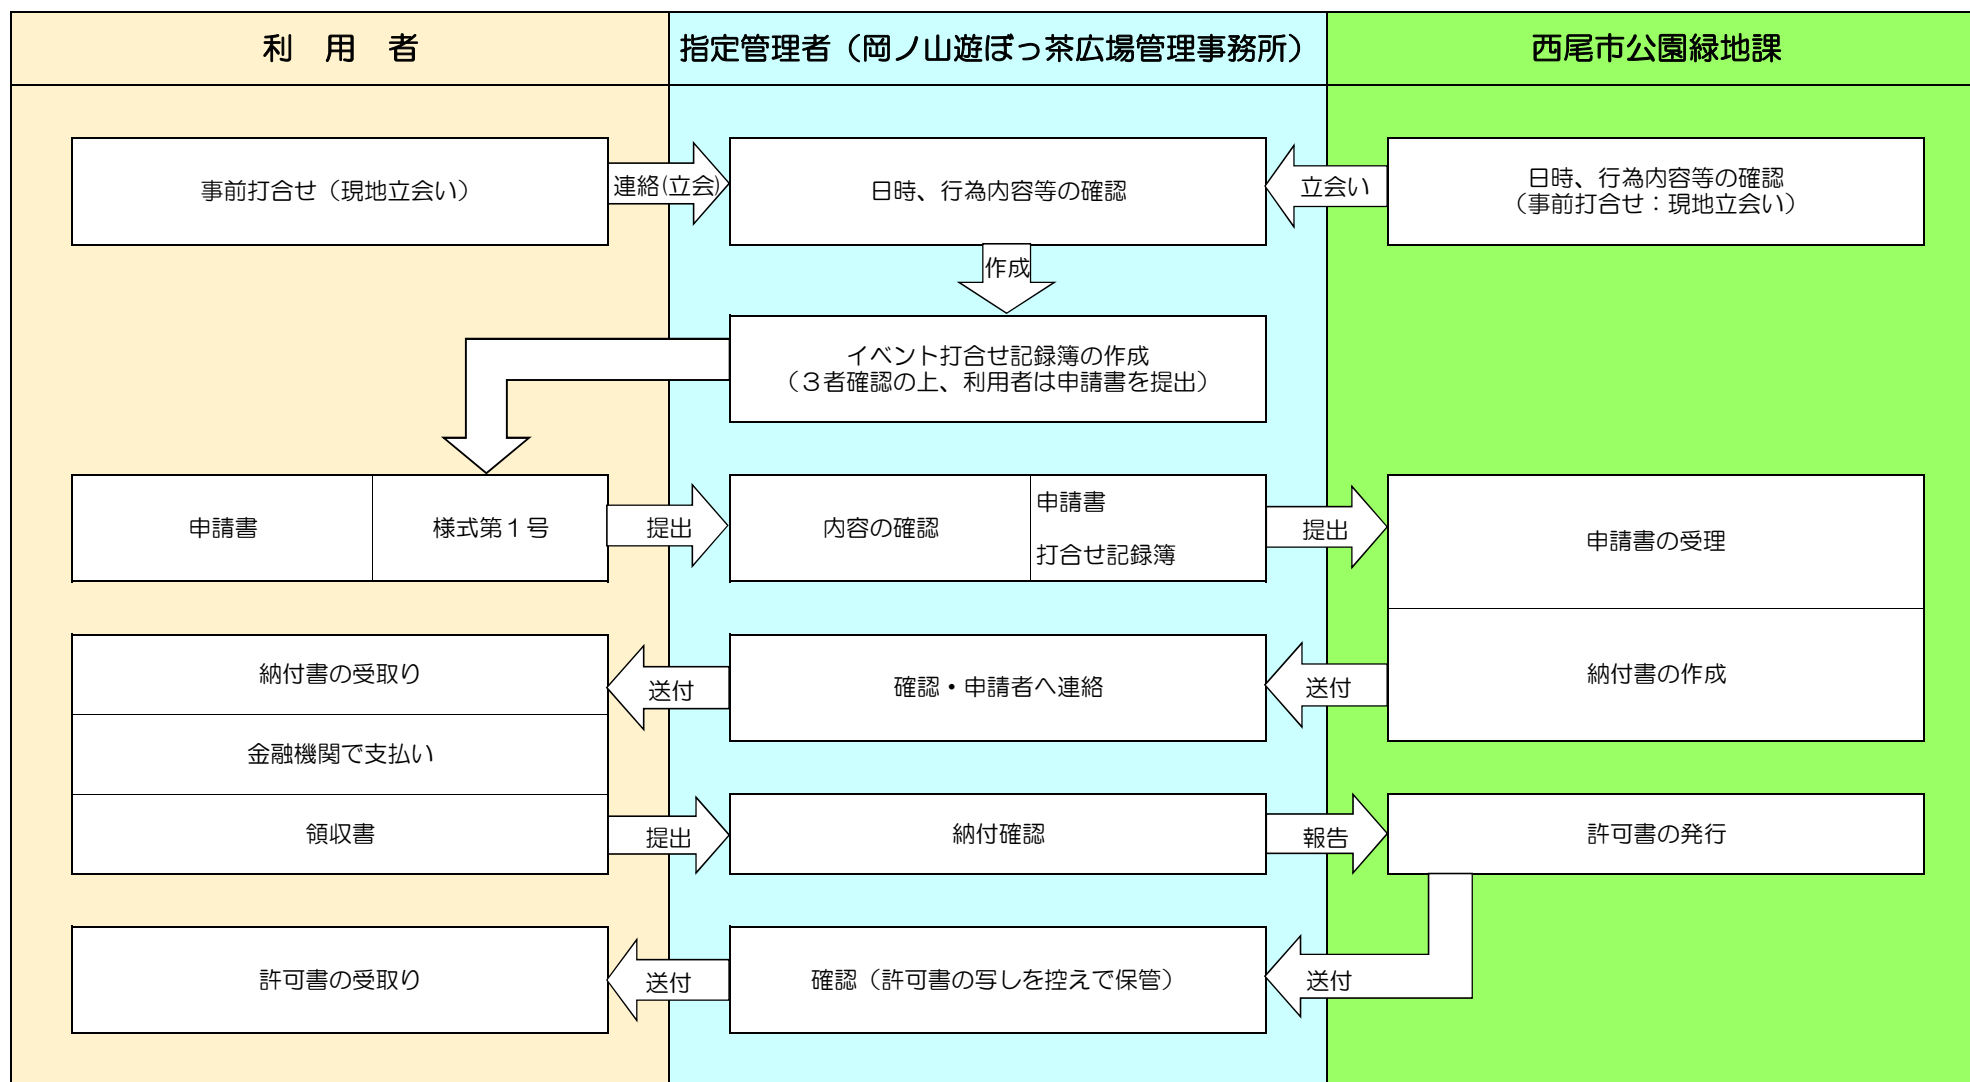 利　用　者
指定管理者（岡ノ山遊ぼっ茶広場管理事務所）
西尾市公園緑地課
事前打合せ（現地立会い）
連絡(立会)
日時、行為内容等の確認
立会い
日時、行為内容等の確認
（事前打合せ：現地立会い）
作成
イベント打合せ記録簿の作成
（３者確認の上、利用者は申請書を提出）
申請書
様式第１号
提出
内容の確認
申請書
打合せ記録簿
提出
申請書の受理
納付書の受取り
送付
確認・申請者へ連絡
送付
納付書の作成
金融機関で支払い
領収書
提出
納付確認
報告
許可書の発行
許可書の受取り
送付
確認（許可書の写しを控えで保管）
送付